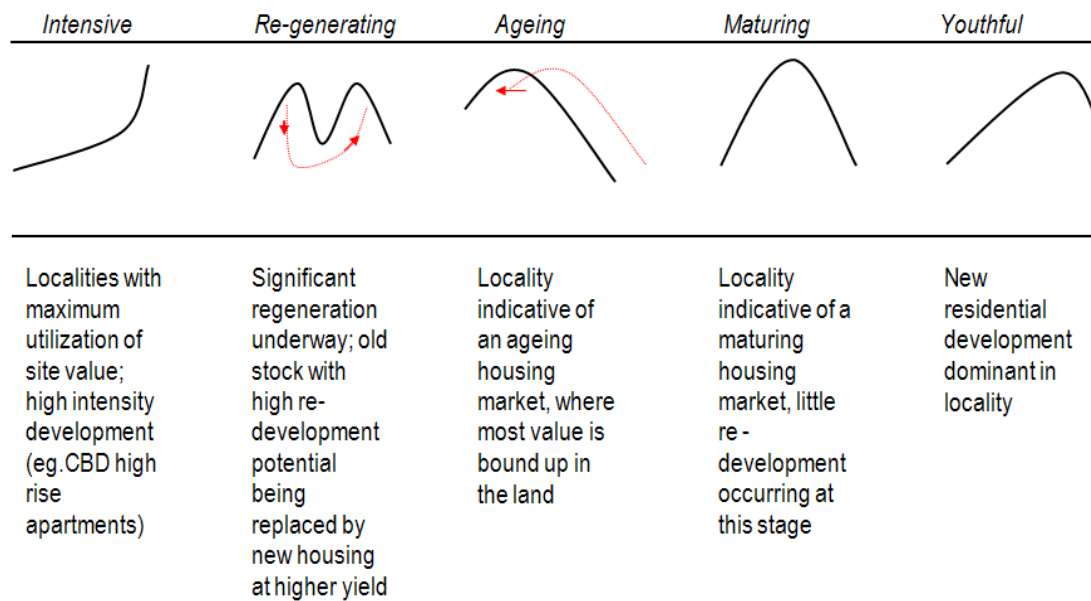 Intensive
Re-generating
Ageing
Maturing
Youthful
Localities with
maximum
utilization of
site value;
high intensity
development
(eg.CBD high
rise
apartments)
Significant
regeneration
underway; old
stock with
high re-
development
potential
being
replaced by
new housing
at higher yield
Locality
indicative of
an ageing
housing
market, where
most value is
bound up in
the land
Locality
indicative of a
maturing
housing
market, little
re -
development
occurring at
this stage
New
residential
development
dominant in
locality